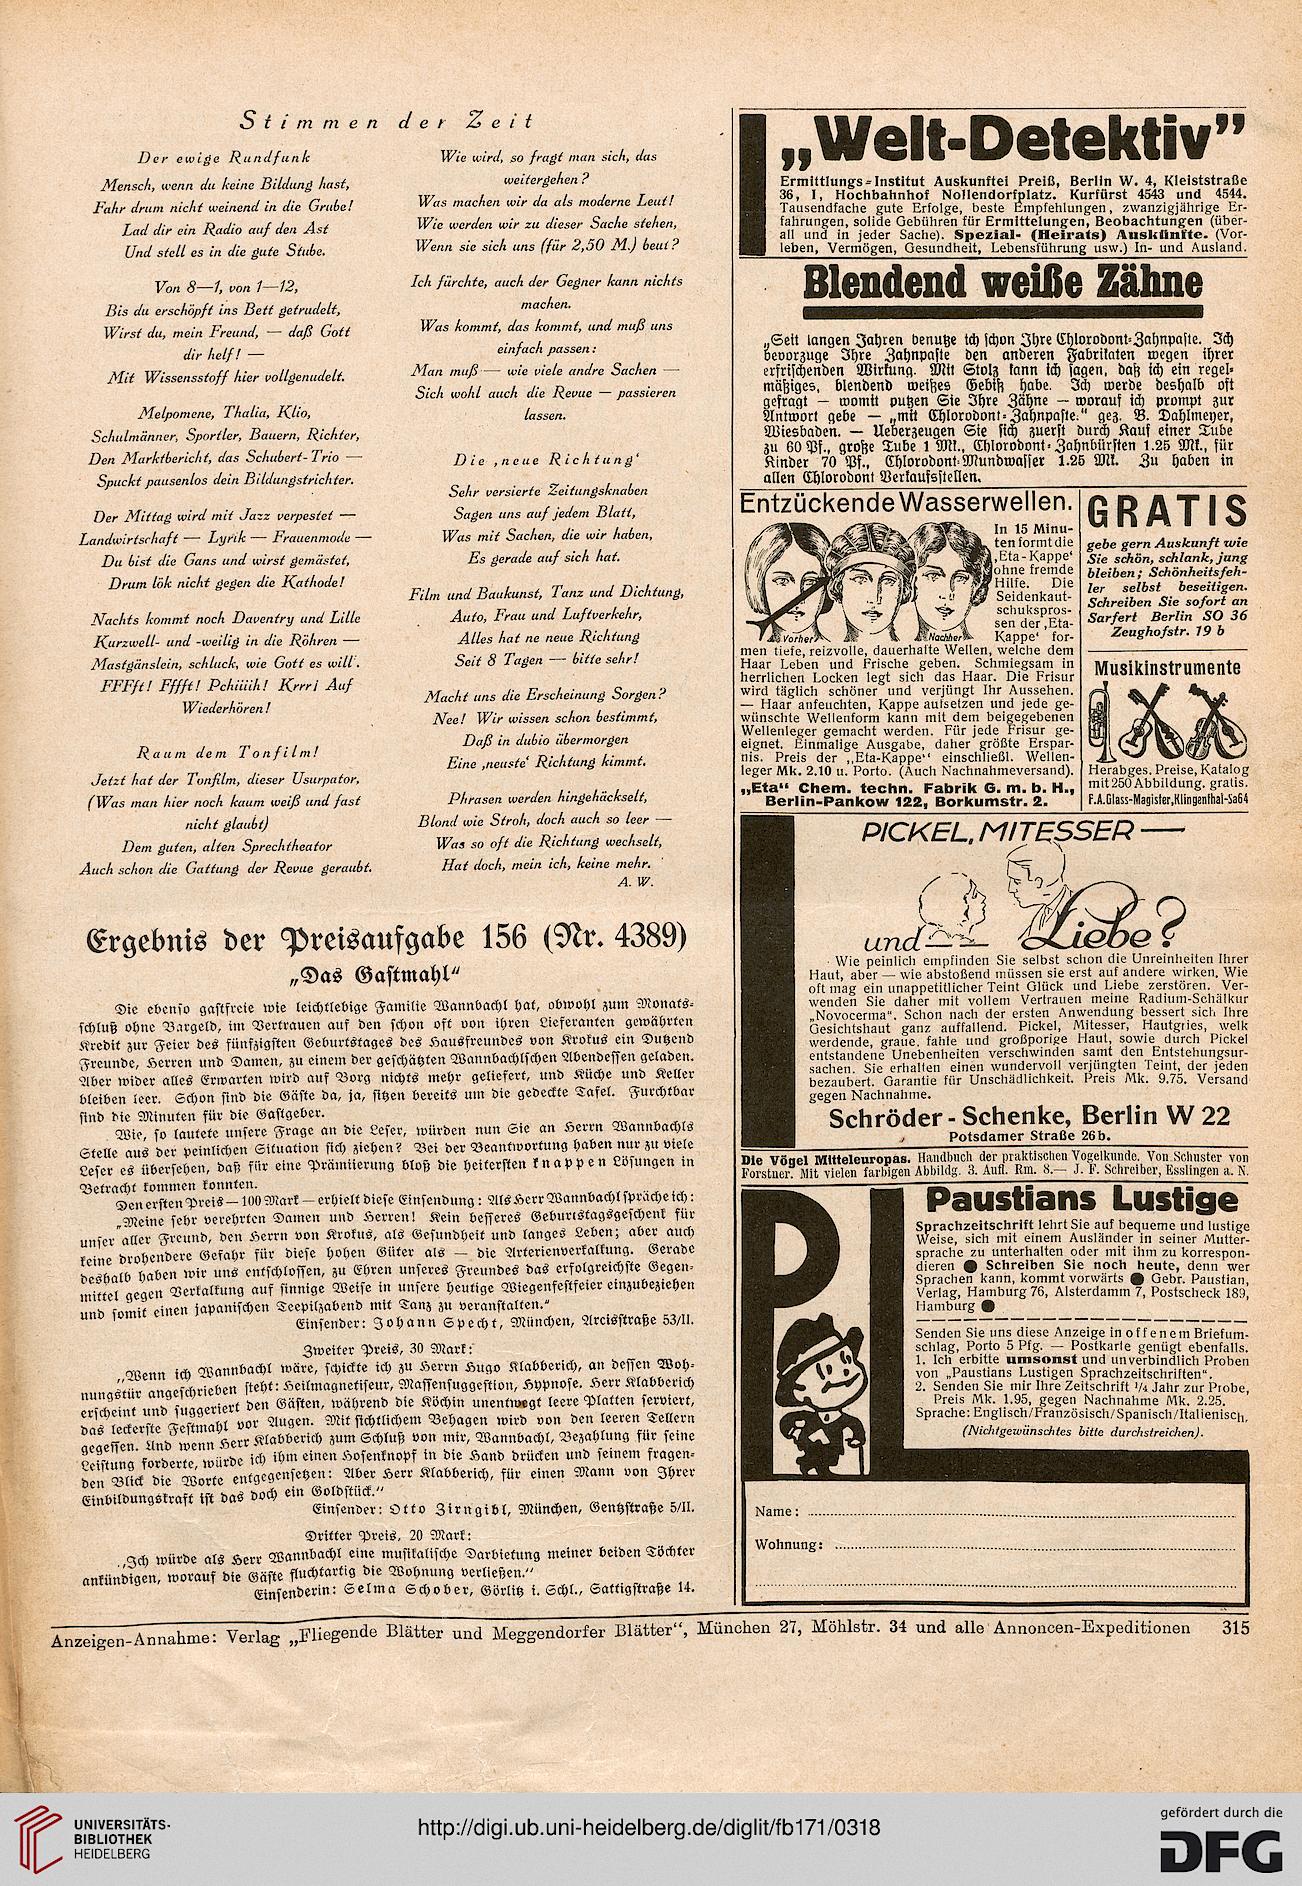 Stimmen der Zeit
Der ewige Rundfunk
Mensch, wenn du keine Bildung hast,
Fahr drum nicht weinend in die Grube!
Lad dir ein Radio auf den Ast
Und stell es in die gute Stube.
Von 8—1, von 1—12,
Bis du erschöpft ins Bett getrudelt,
Wirst du, mein Freund, — daß Gott
dir helf! —
Mit Wissensstoff hier vollgenudelt.
Melpomene, Thalia, Klio,
Schulmänner, Sportler, Bauern, Richter,
Den Marktbericht, das Schubert-Trio —
Spuckt pausenlos dein Bildungstrichter.
Der Mittag wird mit Jazz verpestet —
Landwirtschaft — Lyrik — Frauenmode —
Du bist die Gans und wirst gemästet,
Drum lök nicht gegen die Kathode!
Nachts kommt noch Daventry und Lille
Kurzwell- und -weilig in die Röhren —
Mastgänslein, schluck, wie Gott es will'.
FFFft! Fffft! Pchiiiih! Krrr! Auf
Wiederhören!
Raum dem Tonfilm!
Jetzt hat der Tonfilm, dieser Usurpator,
(Was man hier noch kaum weiß und fast
nicht glaubt)
Dem guten, alten Sprechtheator
Auch schon die Gattung der Revue geraubt.
Wie wird, so fragt man sich, das
weitergehen?
Was machen wir da als moderne Leut!
Wie werden wir zu dieser Sache stehen,
Wenn sie sich uns (für 2,50 M.) beut?
Ich fürchte, auch der Gegner kann nichts
machen.
Was kommt, das kommt, und muß uns
einfach passen:
Man muß — wie viele andre Sachen —
Sich wohl auch die Revue — passieren
lassen.
Die ‚neue Richtung‘
Sehr versierte Zeitungsknaben
Sagen uns auf jedem Blatt,
Was mit Sachen, die wir haben,
Es gerade auf sich hat.
Film und Baukunst, Tanz und Dichtung,
Auto, Frau und Luftverkehr,
Alles hat ne neue Richtung
Seit 8 Tagen — bitte sehr!
Macht uns die Erscheinung Sorgen?
Nee! Wir wissen schon bestimmt,
Daß in dubio übermorgen
Eine ‚neuste‘ Richtung kimmt.
Phrasen werden hingehäckselt,
Blond wie Stroh, doch auch so leer —
Was so oft die Richtung wechselt,
Hat doch, mein ich, keine mehr.
A. W.
Ergebnis der Preisaufgabe 156 (Nr. 4389)
„Das Gastmahl“
Die ebenso gastfreie wie leichtlebige Familie Wannbachl hat, obwohl zum Monats-
schluß ohne Bargeld, im Vertrauen auf den schon oft von ihren Lieferanten gewährten
Kredit zur Feier des fünfzigsten Geburtstages des Hausfreundes von Krokus ein Dutzend
Freunde, Herren und Damen, zu einem der geschätzten Wannbachlschen Abendessen geladen.
Aber wider alles Erwarten wird auf Borg nichts mehr geliefert, und Küche und Keller
bleiben leer. Schon sind die Gäste da, ja, sitzen bereits um die gedeckte Tafel. Furchtbar
sind die Minuten für die Gastgeber.
Wie, so lautete unsere Frage an die Leser, würden nun Sie an Herrn Wannbachls
Stelle aus der peinlichen Situation sich ziehen? Bei der Beantwortung haben nur zu viele
Leser es übersehen, daß für eine Prämiierung bloß die heitersten knappen Lösungen in
Betracht kommen konnten.
Den ersten Preis — 100 Mark — erhielt diese Einsendung: Als Herr Wannbachl spräche ich:
„Meine sehr verehrten Damen und Herren! Kein besseres Geburtstagsgeschenk für
unser aller Freund, den Herrn von Krokus, als Gesundheit und langes Leben; aber auch
keine drohendere Gefahr für diese hohen Güter als — die Arterienverkalkung. Gerade
deshalb haben wir uns entschlossen, zu Ehren unseres Freundes das erfolgreichste Gegen-
mittel gegen Verkalkung auf sinnige Weise in unsere heutige Wiegenfestfeier einzubeziehen
und somit einen japanischen Teepilzabend mit Tanz zu veranstalten.“
Einsender: Johann Specht, München, Arcisstraße 53/II.
Zweiter Preis, 30 Mark:
„Wenn ich Wannbachl wäre, schickte ich zu Herrn Hugo Klabberich, an dessen Woh-
nungstür angeschrieben steht: Heilmagnetiseur, Massensuggestion, Hypnose. Herr Klabberich
erscheint und suggeriert den Gästen, während die Köchin unentwegt leere Platten serviert,
das leckerste Festmahl vor Augen. Mit sichtlichem Behagen wird von den leeren Tellern
gegessen. Und wenn Herr Klabberich zum Schluß von mir, Wannbachl, Bezahlung für seine
Leistung forderte, würde ich ihm einen Hosenknopf in die Hand drücken und seinem fragen-
den Blick die Worte entgegensetzen: Aber Herr Klabberich, für einen Mann von Ihrer
Einbildungskraft ist das doch ein Goldstück.“
Einsender: Otto Zirngibl, München, Gentzstraße 5/II.
Dritter Preis, 20 Mark:
„Ich würde als Herr Wannbachl eine musikalische Darbietung meiner beiden Töchter
ankündigen, worauf die Gäste fluchtartig die Wohnung verließen.“
Einsenderin: Selma Schober, Görlitz i. Schl., Sattigstraße 14.
„Welt-Detektiv”
Ermittlungs-Institut Auskunftei Preiß, Berlin W. 4, Kleiststraße
36, I, Hochbahnhof Nollendorfplatz. Kurfürst 4543 und 4544.
Tausendfache gute Erfolge, beste Empfehlungen, zwanzigjährige Er-
fahrungen, solide Gebühren für Ermittelungen, Beobachtungen (über-
all und in jeder Sache). Spezial- (Heirats) Auskünfte. (Vor-
leben, Vermögen, Gesundheit, Lebensführung usw.) In- und Ausland.
Blendend weiße Zähne
„Seit langen Jahren benutze ich schon Ihre Chlorodont-Zahnpaste. Ich
bevorzuge Ihre Zahnpaste den anderen Fabrikaten wegen ihrer
erfrischenden Wirkung. Mit Stolz kann ich sagen, daß ich ein regel-
mäßiges, blendend weißes Gebiß habe. Ich werde deshalb oft
gefragt — womit putzen Sie Ihre Zähne — worauf ich prompt zur
Antwort gebe — „mit Chlorodont-Zahnpaste.“ gez. B. Dahlmeyer,
Wiesbaden. — Ueberzeugen Sie sich zuerst durch Kauf einer Tube
zu 60 Pf., große Tube 1 Mk., Chlorodont-Zahnbürsten 1.25 Mk., für
Kinder 70 Pf., Chlorodont-Mundwasser 1.25 Mk. Zu haben in
allen Chlorodont Verkaufsstellen.
Entzückende Wasserwellen.
Vorher
Nachher
In 15 Minu-
ten formt die
‚Eta-Kappe‘
ohne fremde
Hilfe. Die
Seidenkaut-
schukspros-
sen der ‚Eta-
Kappe‘ for-
men tiefe, reizvolle, dauerhafte Wellen, welche dem
Haar Leben und Frische geben. Schmiegsam in
herrlichen Locken legt sich das Haar. Die Frisur
wird täglich schöner und verjüngt Ihr Aussehen.
— Haar anfeuchten, Kappe aufsetzen und jede ge-
wünschte Wellenform kann mit dem beigegebenen
Wellenleger gemacht werden. Für jede Frisur ge-
eignet. Einmalige Ausgabe, daher größte Erspar-
nis. Preis der „Eta-Kappe“ einschließl. Wellen-
leger Mk. 2.10 u. Porto. (Auch Nachnahmeversand).
„Eta“ Chem. techn. Fabrik G. m. b. H.,
Berlin-Pankow 122, Borkumstr. 2.
GRATIS
gebe gern Auskunft wie
Sie schön, schlank, jung
bleiben; Schönheitsfeh-
ler selbst beseitigen.
Schreiben Sie sofort an
Sarfert Berlin SO 36
Zeughofstr. 19 b
Musikinstrumente
Herabges. Preise, Katalog
mit 250 Abbildung. gratis.
F.A.Glass-Magister, Klingenthal-Sa64
PICKEL, MITESSER —
und Liebe?
Wie peinlich empfinden Sie selbst schon die Unreinheiten Ihrer
Haut, aber — wie abstoßend müssen sie erst auf andere wirken. Wie
oft mag ein unappetitlicher Teint Glück und Liebe zerstören. Ver-
wenden Sie daher mit vollem Vertrauen meine Radium-Schälkur
„Novocerma“. Schon nach der ersten Anwendung bessert sich Ihre
Gesichtshaut ganz auffallend. Pickel, Mitesser, Hautgries, welk
werdende, graue, fahle und großporige Haut, sowie durch Pickel
entstandene Unebenheiten verschwinden samt den Entstehungsur-
sachen. Sie erhalten einen wundervoll verjüngten Teint, der jeden
bezaubert. Garantie für Unschädlichkeit. Preis Mk. 9.75. Versand
gegen Nachnahme.
Schröder - Schenke, Berlin W 22
Potsdamer Straße 26 b.
Die Vögel Mitteleuropas. Handbuch der praktischen Vogelkunde. Von Schuster von
Forstner. Mit vielen farbigen Abbildg. 3. Aufl. Rm. 8.— J. F. Schreiber, Esslingen a. N.
P
Paustians Lustige
Sprachzeitschrift lehrt Sie auf bequeme und lustige
Weise, sich mit einem Ausländer in seiner Mutter-
sprache zu unterhalten oder mit ihm zu korrespon-
dieren ● Schreiben Sie noch heute, denn wer
Sprachen kann, kommt vorwärts ● Gebr. Paustian,
Verlag, Hamburg 76, Alsterdamm 7, Postscheck 189,
Hamburg ●
Senden Sie uns diese Anzeige in offenem Briefum-
schlag, Porto 5 Pfg. — Postkarte genügt ebenfalls.
1. Ich erbitte umsonst und unverbindlich Proben
von „Paustians Lustigen Sprachzeitschriften“.
2. Senden Sie mir Ihre Zeitschrift 1/4 Jahr zur Probe,
Preis Mk. 1.95, gegen Nachnahme Mk. 2.25.
Sprache: Englisch/Französisch/Spanisch/Italienisch,
(Nichtgewünschtes bitte durchstreichen).
Name:
Wohnung:
Anzeigen-Annahme: Verlag „Fliegende Blätter und Meggendorfer Blätter“, München 27, Möhlstr. 34 und alle Annoncen-Expeditionen 315
UNIVERSITÄTS-
BIBLIOTHEK
HEIDELBERG
http://digi.ub.uni-heidelberg.de/diglit/fb171/0318
gefördert durch die
DFG